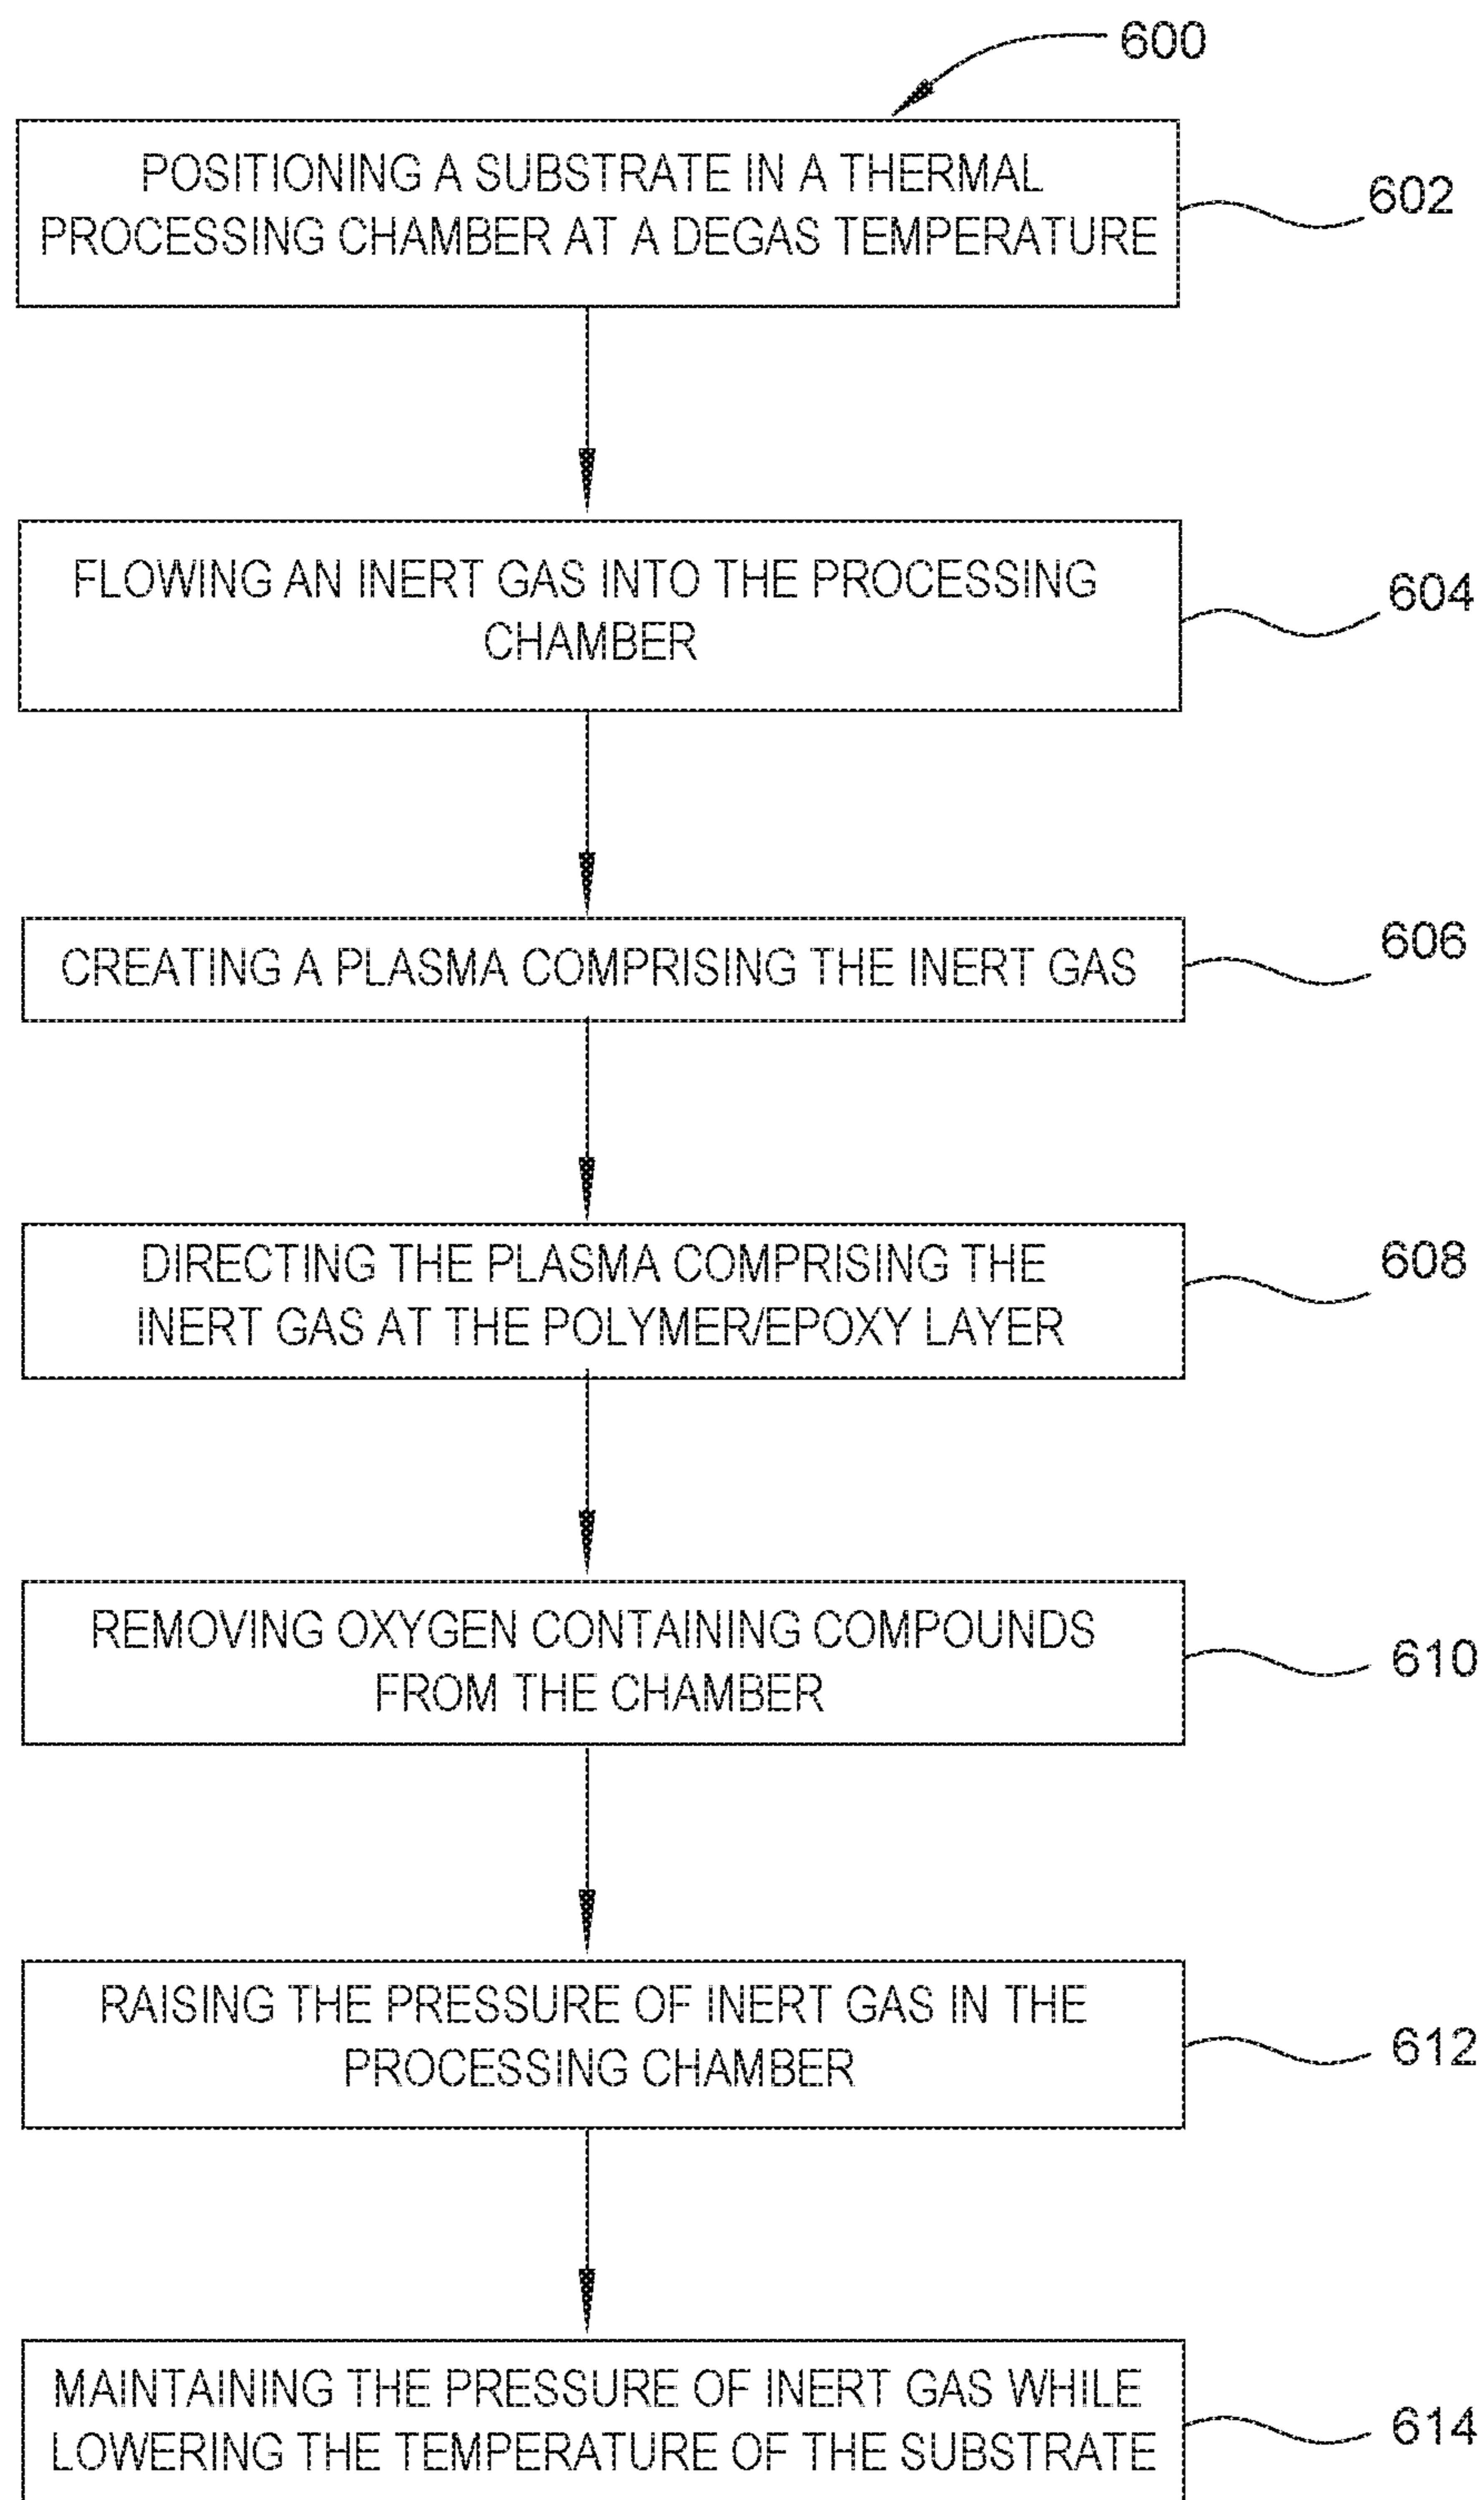 600
POSITIONING A SUBSTRATE IN A THERMAL
PROCESSING CHAMBER AT A DEGAS TEMPERATURE
602
FLOWING AN INERT GAS INTO THE PROCESSING
CHAMBER
604
CREATING A PLASMA COMPRISING THE INERT GAS
606
DIRECTING THE PLASMA COMPRISING THE
INERT GAS AT THE POLYMER/EPOXY LAYER
608
REMOVING OXYGEN CONTAINING COMPOUNDS
FROM THE CHAMBER
610
RAISING THE PRESSURE OF INERT GAS IN THE
PROCESSING CHAMBER
612
MAINTAINING THE PRESSURE OF INERT GAS WHILE
LOWERING THE TEMPERATURE OF THE SUBSTRATE
614